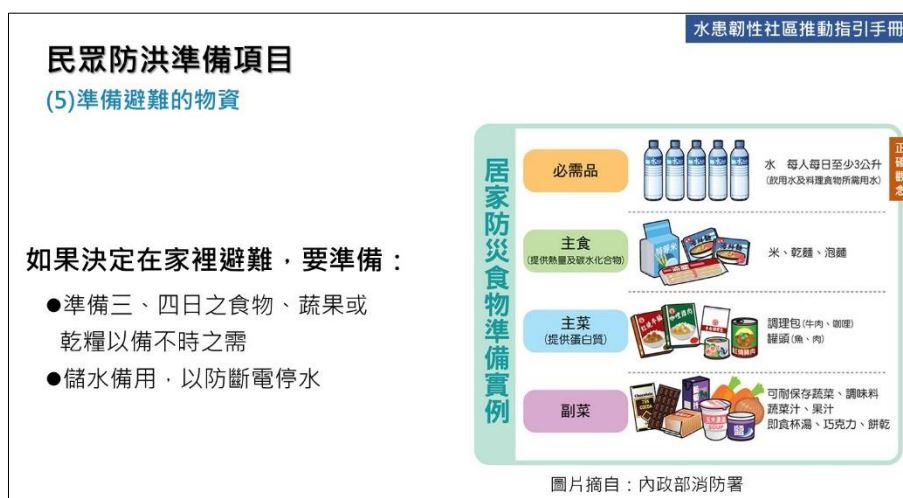 水患韌性社區推動指引手冊
民眾防洪準備項目
(5)準備避難的物資
如果決定在家裡避難，要準備：
●準備三、四日之食物、蔬果或
乾糧以備不時之需
●儲水備用，以防斷電停水
居家防災食物準備實例
正確觀念
必需品
水 每人每日至少3公升
(飲用水及料理食物所需用水)
主食
(提供熱量及碳水化合物)
米、乾麵、泡麵
主菜
(提供蛋白質)
調理包(牛肉、咖哩)
罐頭(魚、肉)
副菜
可耐保存蔬菜、調味料
蔬菜汁、果汁
即食杯湯、巧克力、餅乾
Chocolate
COCOA
SOUP
圖片摘自：內政部消防署